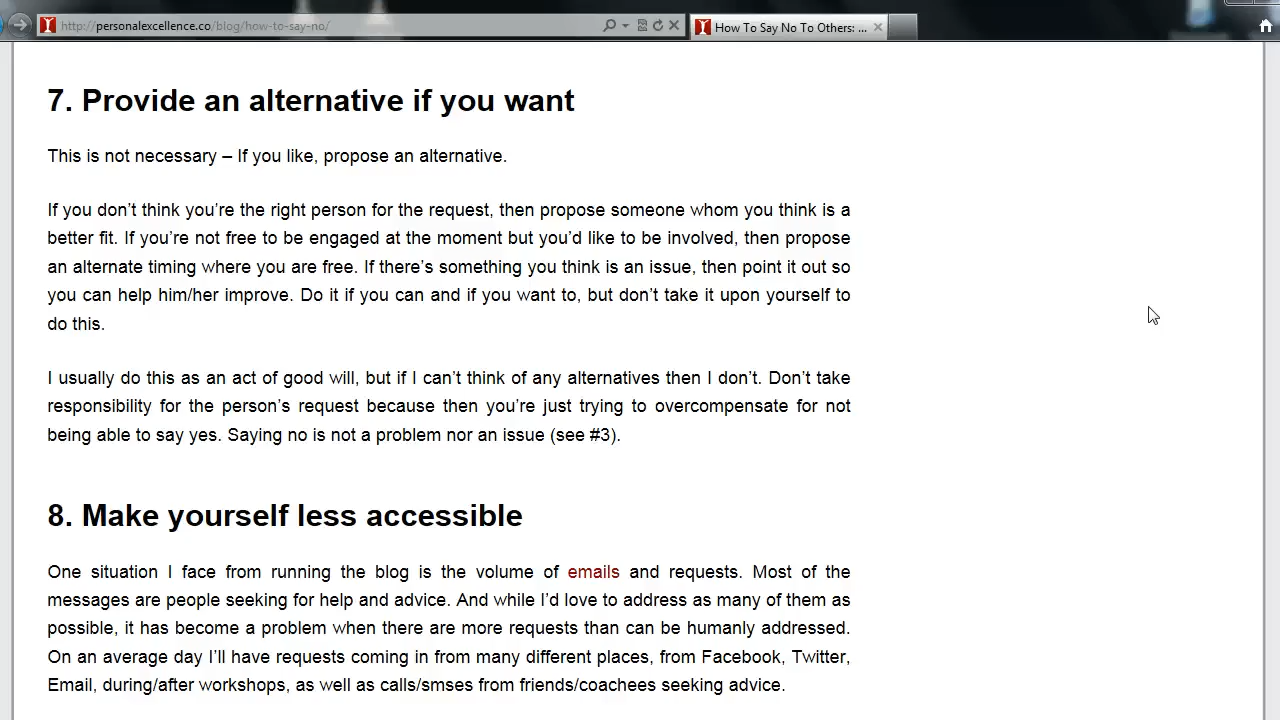 http://personalexcellence.co/blog/how-to-say-no/
How To Say No To Others: ...
7. Provide an alternative if you want
This is not necessary – If you like, propose an alternative.
If you don’t think you’re the right person for the request, then propose someone whom you think is a
better fit. If you’re not free to be engaged at the moment but you’d like to be involved, then propose
an alternate timing where you are free. If there’s something you think is an issue, then point it out so
you can help him/her improve. Do it if you can and if you want to, but don’t take it upon yourself to
do this.
I usually do this as an act of good will, but if I can’t think of any alternatives then I don’t. Don’t take
responsibility for the person’s request because then you’re just trying to overcompensate for not
being able to say yes. Saying no is not a problem nor an issue (see #3).
8. Make yourself less accessible
One situation I face from running the blog is the volume of emails and requests. Most of the
messages are people seeking for help and advice. And while I’d love to address as many of them as
possible, it has become a problem when there are more requests than can be humanly addressed.
On an average day I’ll have requests coming in from many different places, from Facebook, Twitter,
Email, during/after workshops, as well as calls/smses from friends/coachees seeking advice.